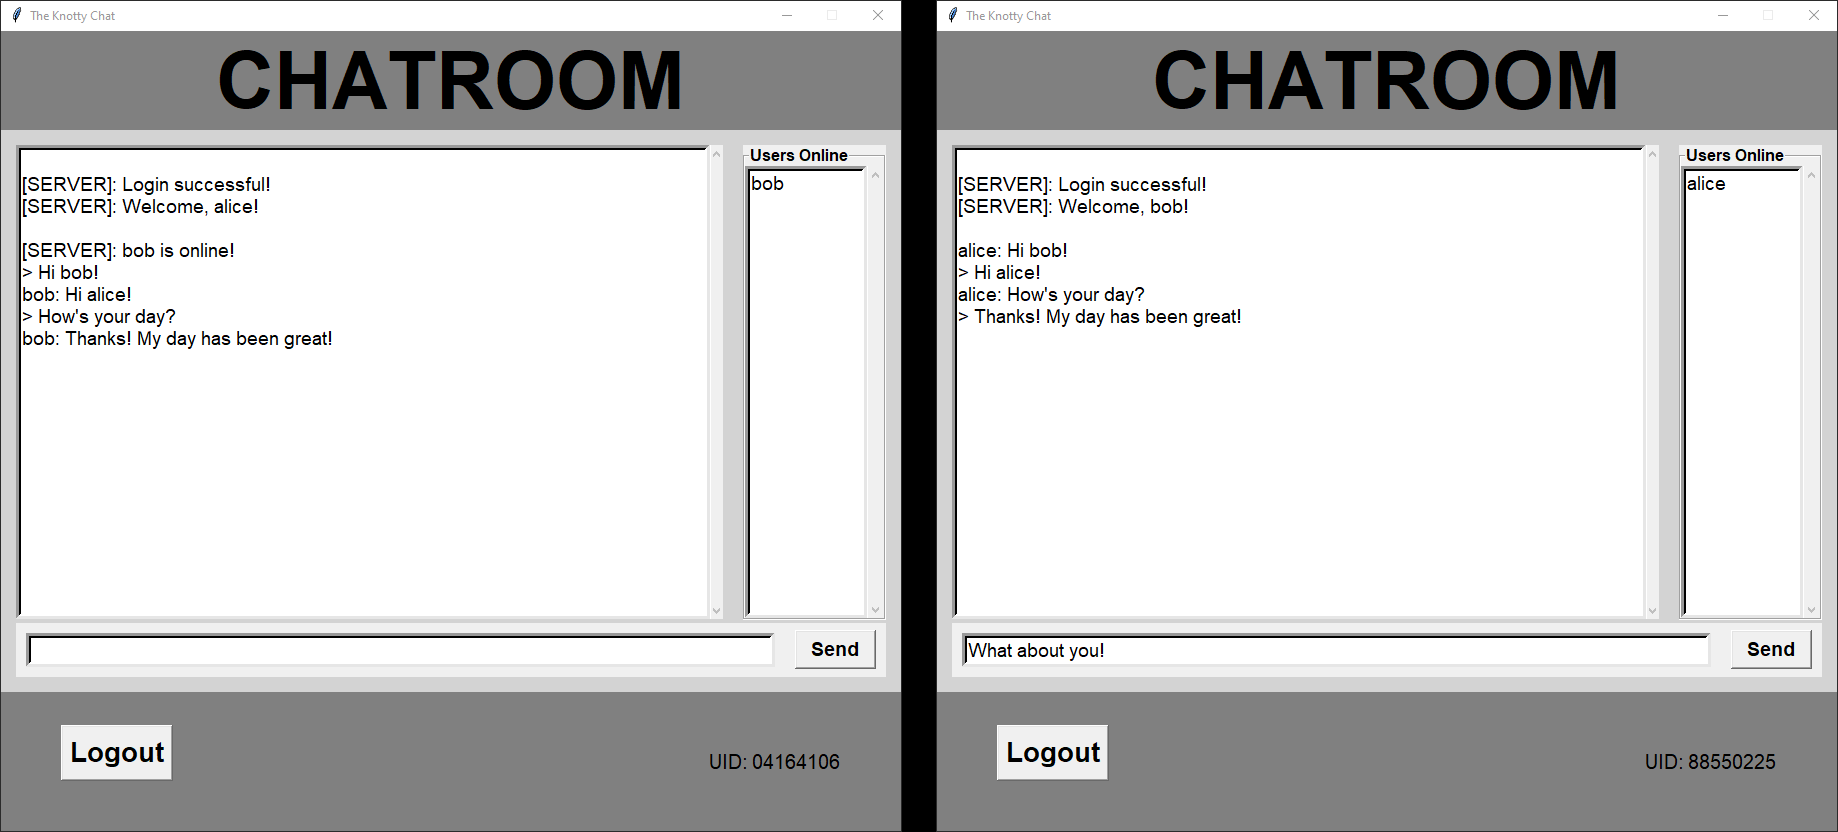 The Knotty Chat
CHATROOM
[SERVER]: Login successful!
[SERVER]: Welcome, alice!
[SERVER]: bob is online!
> Hi bob!
bob: Hi alice!
> How's your day?
bob: Thanks! My day has been great!
Users Online
bob
Send
Logout
UID: 04164106
The Knotty Chat
CHATROOM
[SERVER]: Login successful!
[SERVER]: Welcome, bob!
alice: Hi bob!
> Hi alice!
alice: How's your day?
> Thanks! My day has been great!
Users Online
alice
What about you!
Send
Logout
UID: 88550225